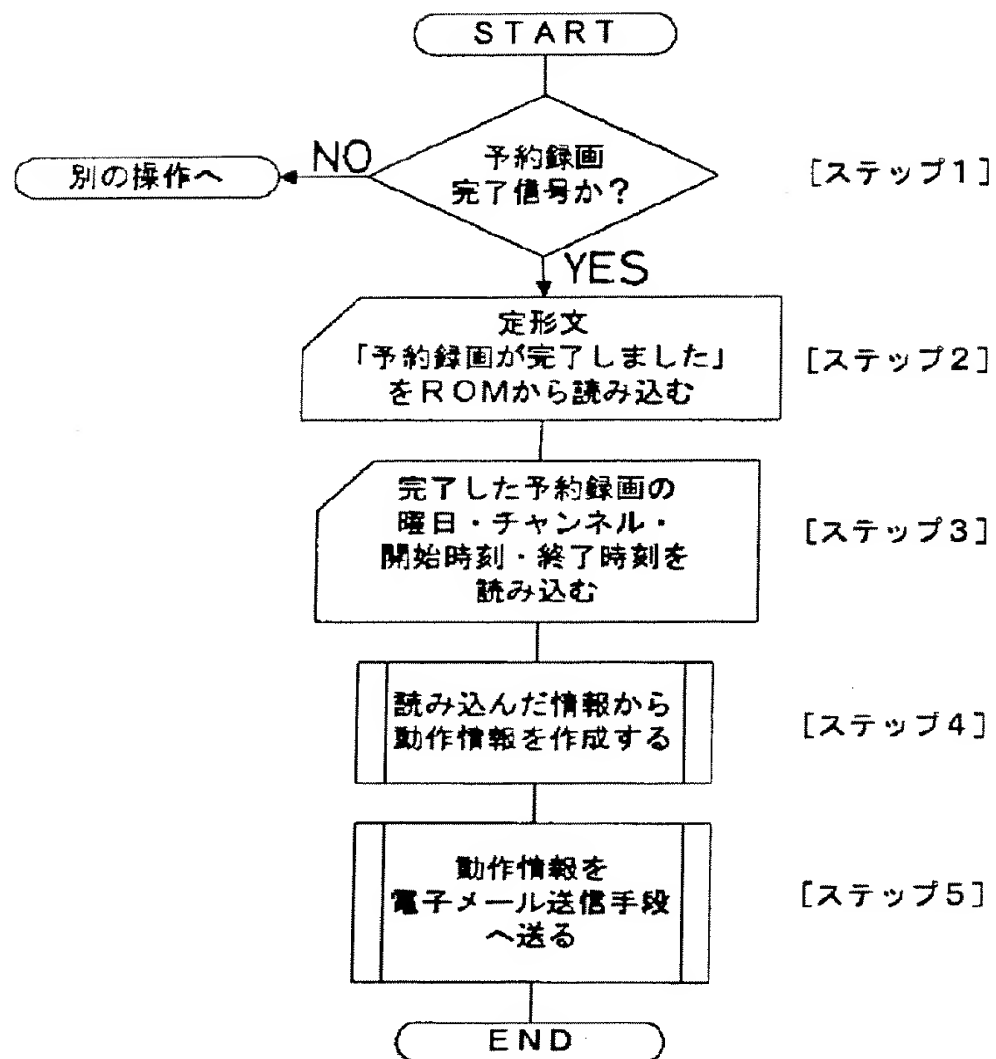 START
予約録画
完了信号か?
[ステップ1]
NO
別の操作へ
YES
定形文
「予約録画が完了しました」
をROMから読み込む
[ステップ2]
完了した予約録画の
曜日・チャンネル・
開始時刻・終了時刻を
読み込む
[ステップ3]
読み込んだ情報から
動作情報を作成する
[ステップ4]
動作情報を
電子メール送信手段
へ送る
[ステップ5]
END